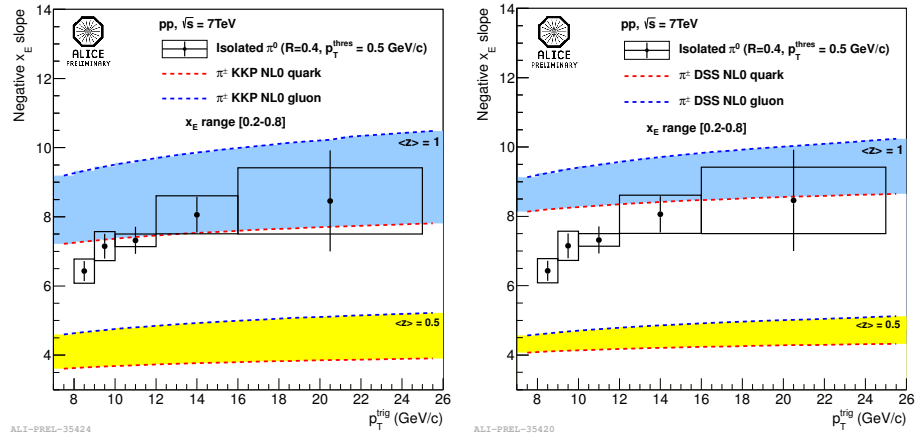 Negative x_E slope
14
12
10
8
6
4
8 10 12 14 16 18 20 22 24 26
p_T^trig (GeV/c)
ALICE
PRELIMINARY
pp, √s = 7TeV
Isolated π⁰ (R=0.4, p_T^thres = 0.5 GeV/c)
π± KKP NL0 quark
π± KKP NL0 gluon
x_E range [0.2-0.8]
<z> = 1
<z> = 0.5
ALI-PREL-35424
Negative x_E slope
14
12
10
8
6
4
8 10 12 14 16 18 20 22 24 26
p_T^trig (GeV/c)
ALICE
PRELIMINARY
pp, √s = 7TeV
Isolated π⁰ (R=0.4, p_T^thres = 0.5 GeV/c)
π± DSS NL0 quark
π± DSS NL0 gluon
x_E range [0.2-0.8]
<z> = 1
<z> = 0.5
ALI-PREL-35420